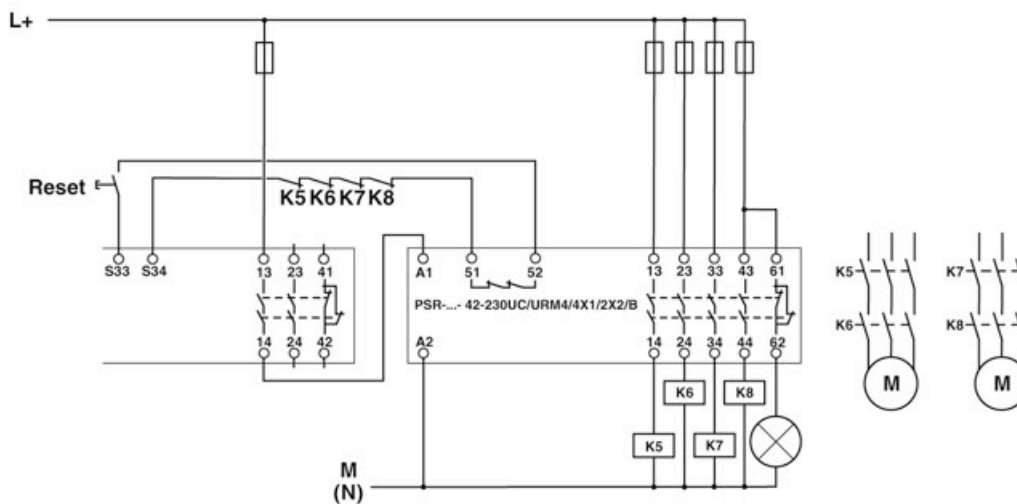 L+
Reset
K5 K6 K7 K8
S33 S34 13 23 41 A1 51 52 13 23 33 43 61
PSR-...- 42-230UC/URM4/4X1/2X2/B
14 24 42 A2 14 24 34 44 62
K5 K7
K6 K8
M M
K6 K8
K5 K7
M
(N)